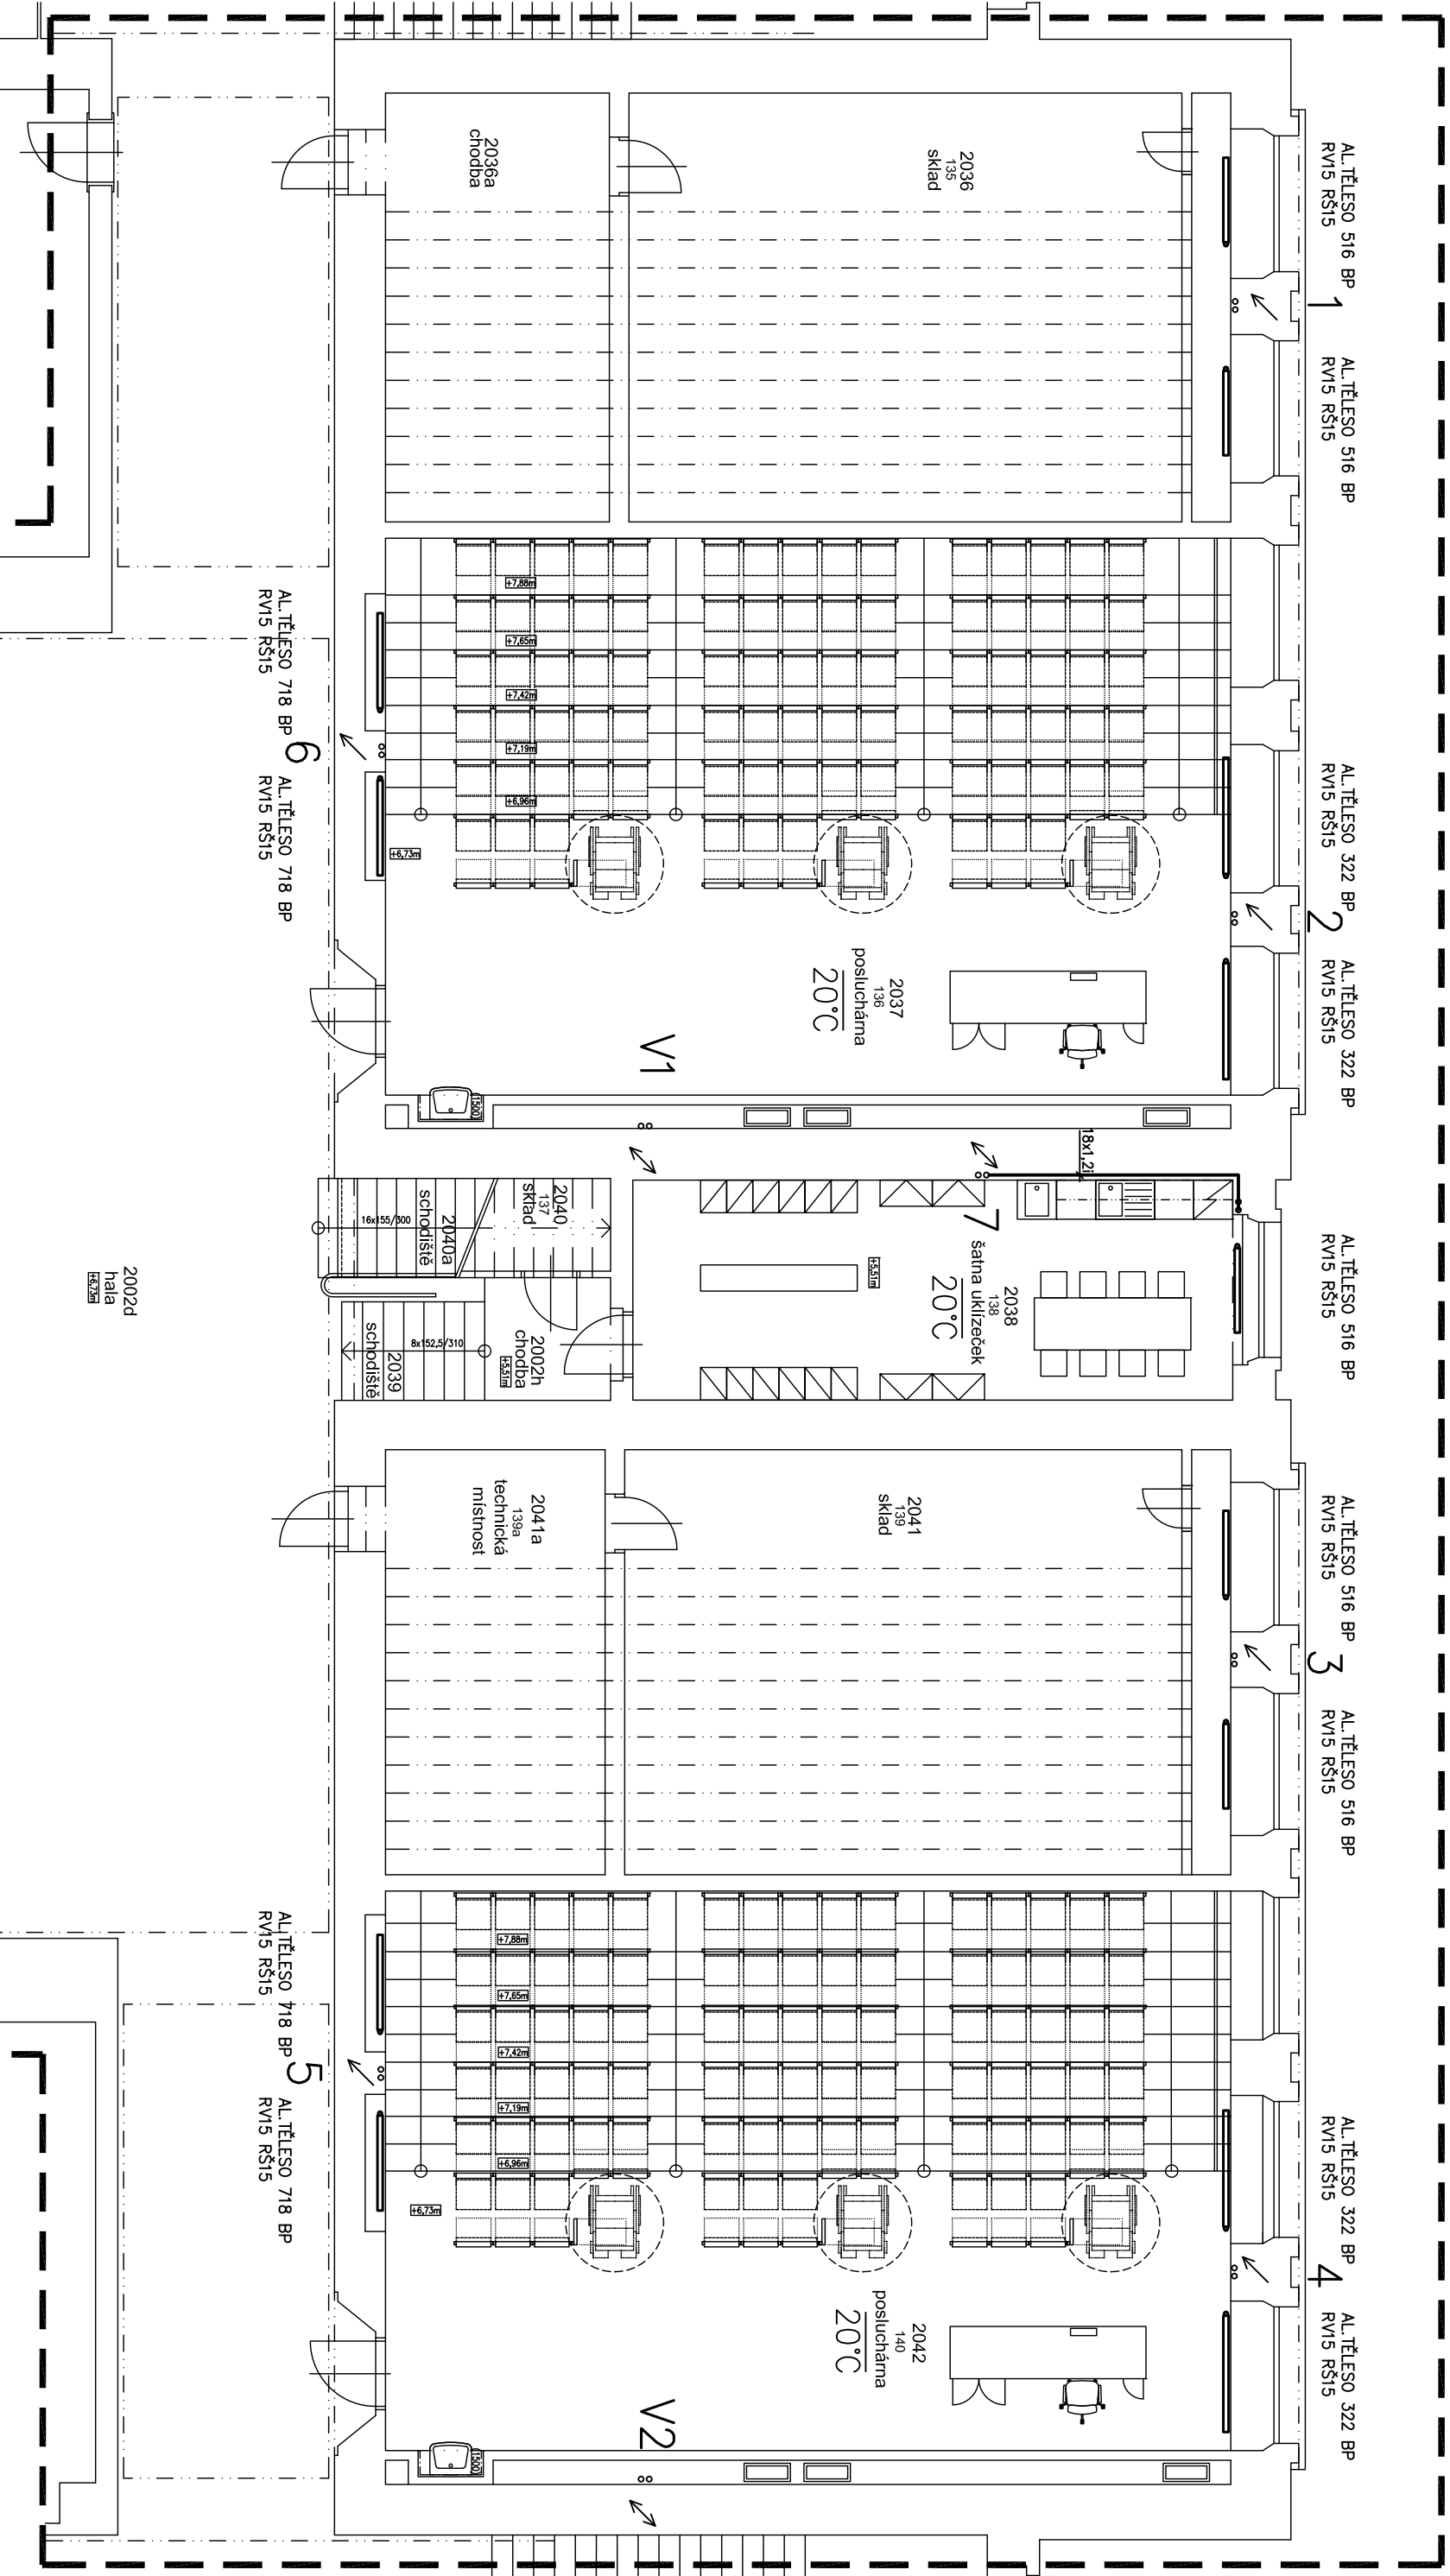 AL.TĚLESO 516 BP
RV15 RŠ15
1
AL.TĚLESO 516 BP
RV15 RŠ15
AL.TĚLESO 322 BP
RV15 RŠ15
2
AL.TĚLESO 322 BP
RV15 RŠ15
AL.TĚLESO 516 BP
RV15 RŠ15
AL.TĚLESO 516 BP
RV15 RŠ15
3
AL.TĚLESO 516 BP
RV15 RŠ15
AL.TĚLESO 322 BP
RV15 RŠ15
4
AL.TĚLESO 322 BP
RV15 RŠ15
2036
135
sklad
2036a
chodba
2037
136
posluchárna
20°C
V1
+7,88m
+7,65m
+7,42m
+7,19m
+6,96m
+6,73m
1500
18x1,2i
7
2038
138
šatna uklízeček
20°C
+5,51m
2040
137
sklad
2040a
schodiště
16x155/300
2002h
chodba
+5,51m
8x152,5/310
2039
schodiště
2041
139
sklad
2041a
139a
technická
místnost
2042
140
posluchárna
20°C
V2
+7,88m
+7,65m
+7,42m
+7,19m
+6,96m
+6,73m
1500
AL.TĚLESO 718 BP
RV15 RŠ15
6
AL.TĚLESO 718 BP
RV15 RŠ15
AL.TĚLESO 718 BP
RV15 RŠ15
5
AL.TĚLESO 718 BP
RV15 RŠ15
2002d
hala
+6,73m